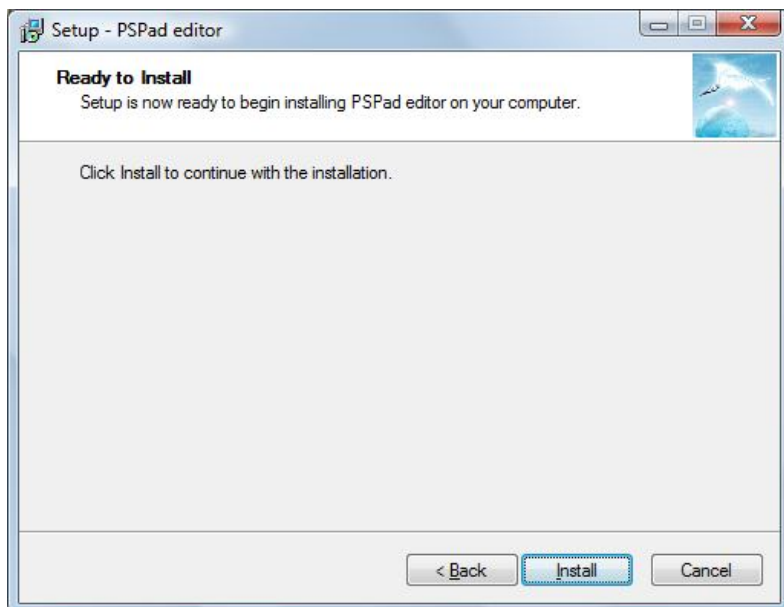 Setup - PSPad editor
Ready to Install
Setup is now ready to begin installing PSPad editor on your computer.
Click Install to continue with the installation.
< Back
Install
Cancel